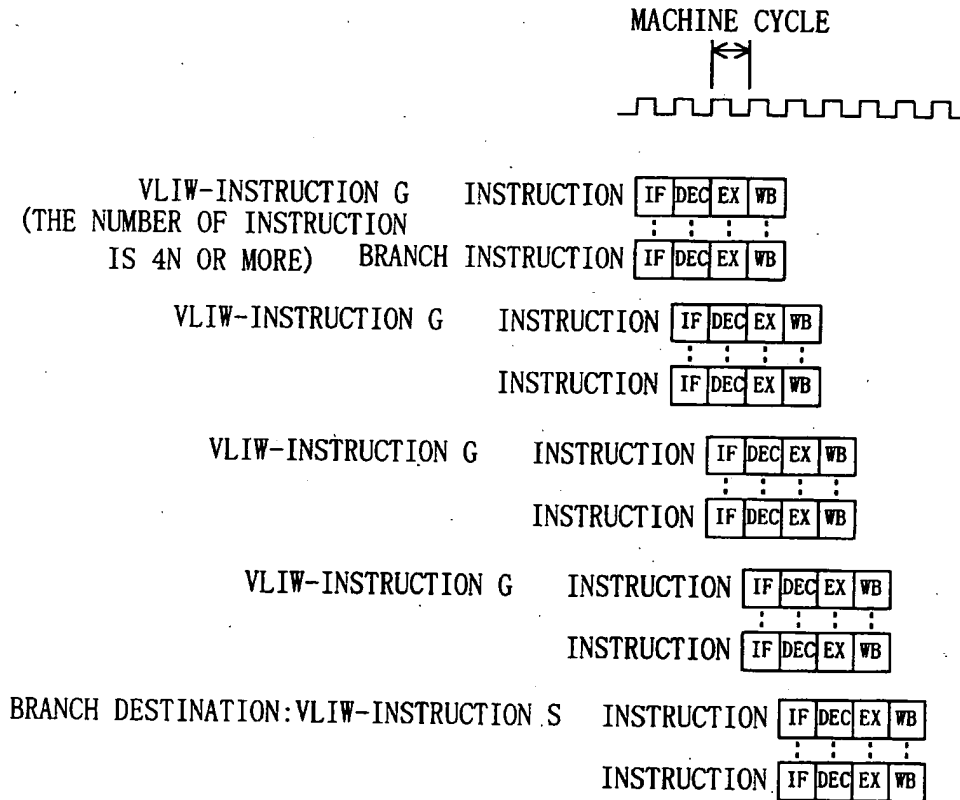 MACHINE CYCLE
VLIW-INSTRUCTION G INSTRUCTION IF DEC EX WB
(THE NUMBER OF INSTRUCTION
IS 4N OR MORE) BRANCH INSTRUCTION IF DEC EX WB
VLIW-INSTRUCTION G INSTRUCTION IF DEC EX WB
INSTRUCTION IF DEC EX WB
VLIW-INSTRUCTION G INSTRUCTION IF DEC EX WB
INSTRUCTION IF DEC EX WB
VLIW-INSTRUCTION G INSTRUCTION IF DEC EX WB
INSTRUCTION IF DEC EX WB
BRANCH DESTINATION:VLIW-INSTRUCTION S INSTRUCTION IF DEC EX WB
INSTRUCTION IF DEC EX WB